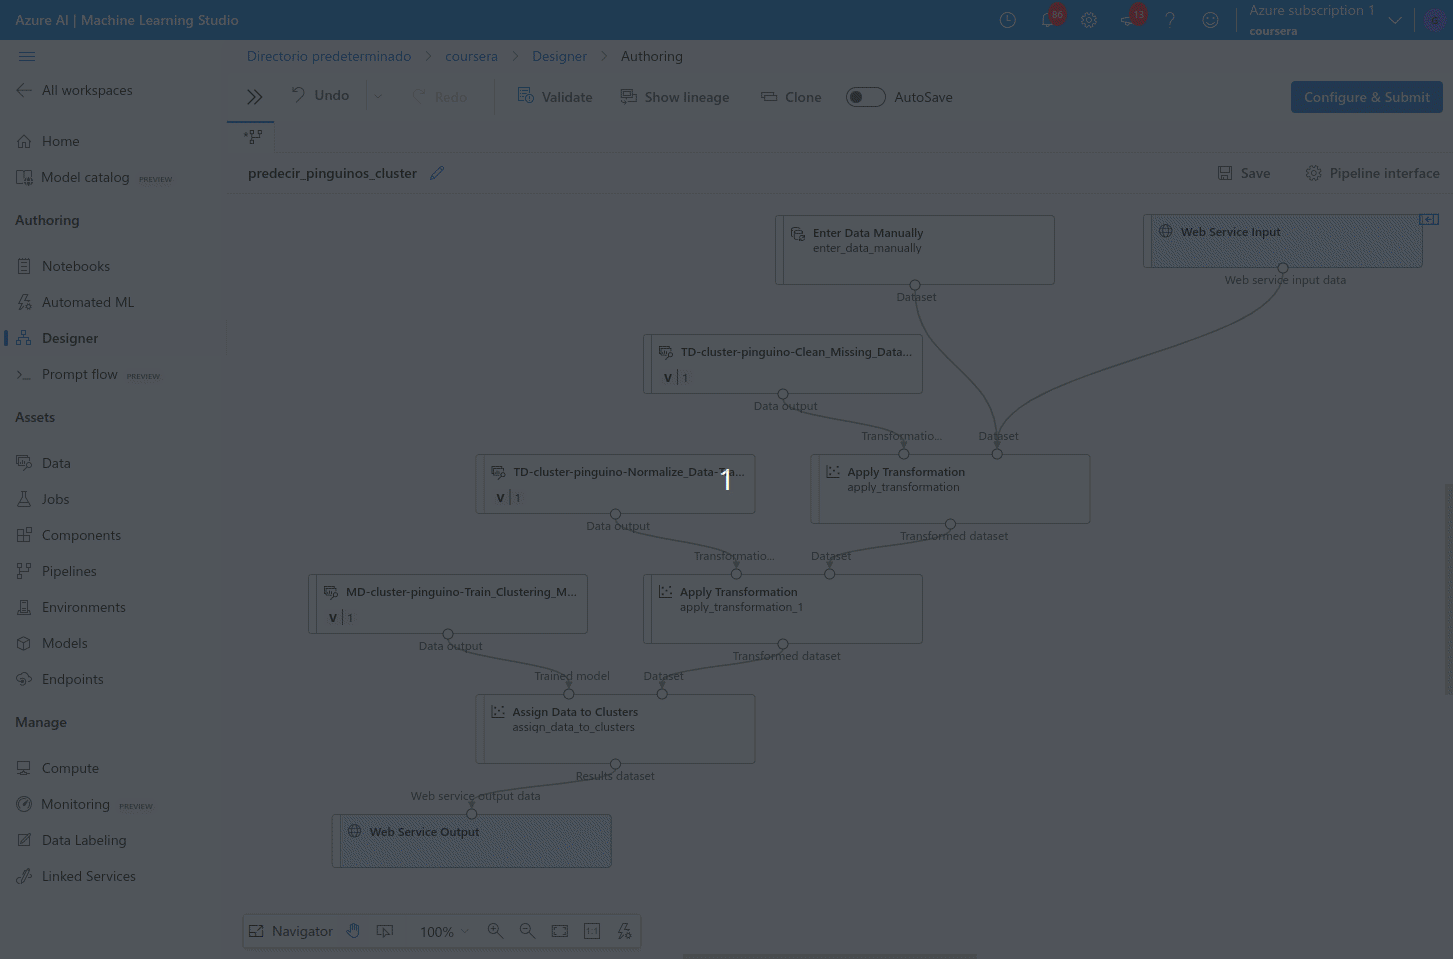 Azure AI | Machine Learning Studio
86
13
Azure subscription 1
coursera
All workspaces
Home
Model catalog PREVIEW
Authoring
Notebooks
Automated ML
Designer
Prompt flow PREVIEW
Assets
Data
Jobs
Components
Pipelines
Environments
Models
Endpoints
Manage
Compute
Monitoring PREVIEW
Data Labeling
Linked Services
Directorio predeterminado > coursera > Designer > Authoring
Undo
Redo
Validate
Show lineage
Clone
AutoSave
Configure & Submit
predecir_pinguinos_cluster
Save
Pipeline interface
Enter Data Manually
enter_data_manually
Dataset
Web Service Input
Web service input data
TD-cluster-pinguino-Clean_Missing_Data...
V | 1
Data output
Transformatio...
Dataset
TD-cluster-pinguino-Normalize_Data-Tra...
V | 1
Data output
1
Apply Transformation
apply_transformation
Transformed dataset
Transformatio...
Dataset
MD-cluster-pinguino-Train_Clustering_M...
V | 1
Data output
Apply Transformation
apply_transformation_1
Transformed dataset
Trained model
Dataset
Assign Data to Clusters
assign_data_to_clusters
Results dataset
Web service output data
Web Service Output
Navigator
100%
1:1